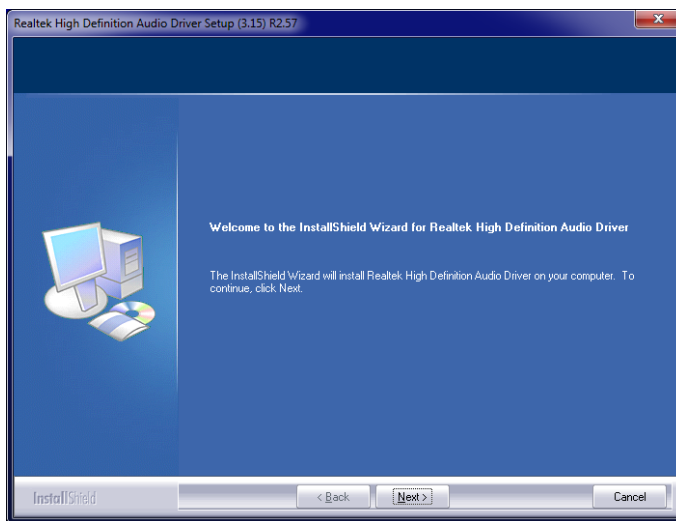 Realtek High Definition Audio Driver Setup (3.15) R2.57
Welcome to the InstallShield Wizard for Realtek High Definition Audio Driver
The InstallShield Wizard will install Realtek High Definition Audio Driver on your computer. To
continue, click Next.
InstallShield
< Back
Next >
Cancel